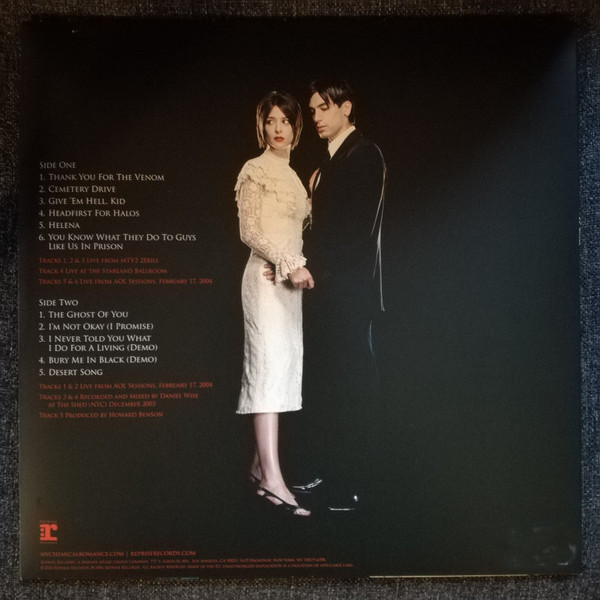 SIDE ONE
1. THANK YOU FOR THE VENOM
2. CEMETERY DRIVE
3. GIVE 'EM HELL, KID
4. HEADFIRST FOR HALOS
5. HELENA
6. YOU KNOW WHAT THEY DO TO GUYS
LIKE US IN PRISON
TRACKS 1, 2 & 3 LIVE FROM MTV2 $2BILL
TRACK 4 LIVE AT THE STARLAND BALLROOM
TRACKS 5 & 6 LIVE FROM AOL SESSIONS, FEBRUARY 17, 2004
SIDE TWO
1. THE GHOST OF YOU
2. I'M NOT OKAY (I PROMISE)
3. I NEVER TOLD YOU WHAT
I DO FOR A LIVING (DEMO)
4. BURY ME IN BLACK (DEMO)
5. DESERT SONG
TRACKS 1 & 2 LIVE FROM AOL SESSIONS, FEBRUARY 17, 2004
TRACKS 3 & 4 RECORDED AND MIXED BY DANIEL WISE
AT THE SHED (NYC) DECEMBER 2003
TRACK 5 PRODUCED BY HOWARD BENSON
MYCHEMICALROMANCE.COM | REPRISERECORDS.COM